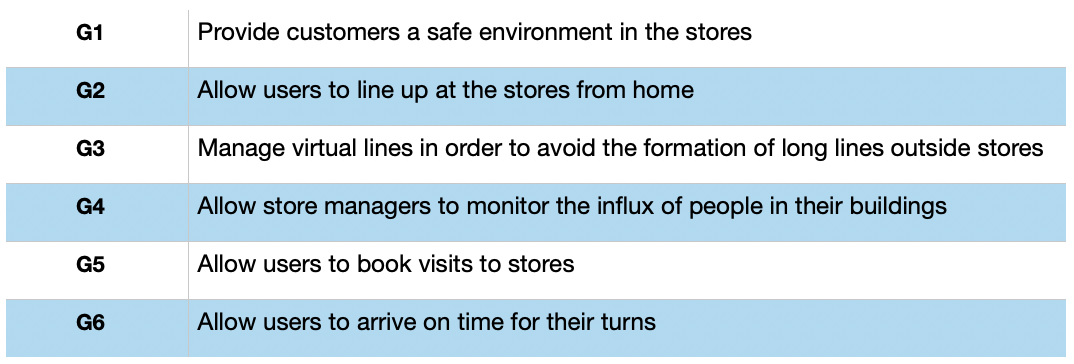 G1 Provide customers a safe environment in the stores
G2 Allow users to line up at the stores from home
G3 Manage virtual lines in order to avoid the formation of long lines outside stores
G4 Allow store managers to monitor the influx of people in their buildings
G5 Allow users to book visits to stores
G6 Allow users to arrive on time for their turns